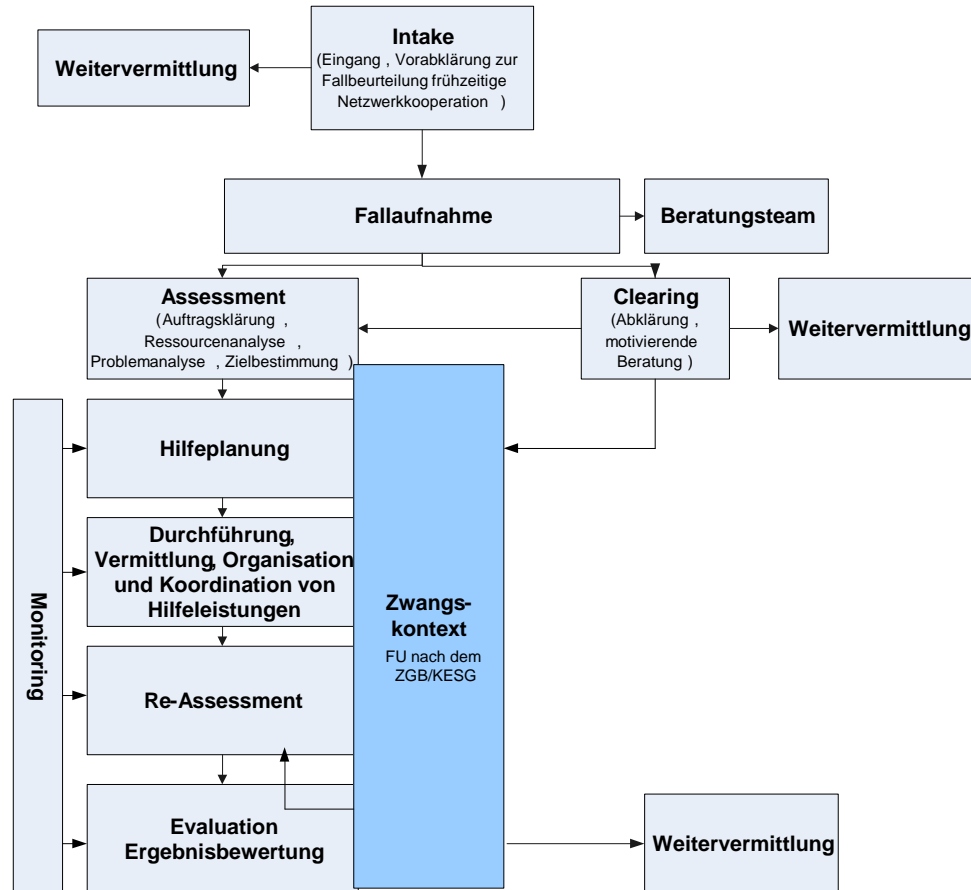 Intake
(Eingang , Vorabklärung zur
Fallbeurteilung frühzeitige
Netzwerkkooperation )
Weitervermittlung
Fallaufnahme
Beratungsteam
Assessment
(Auftragsklärung ,
Ressourcenanalyse ,
Problemanalyse , Zielbestimmung )
Clearing
(Abklärung ,
motivierende
Beratung )
Weitervermittlung
Hilfeplanung
Durchführung,
Vermittlung, Organisation
und Koordination von
Hilfeleistungen
Monitoring
Zwangs-
kontext
FU nach dem
ZGB/KESG
Re-Assessment
Evaluation
Ergebnisbewertung
Weitervermittlung